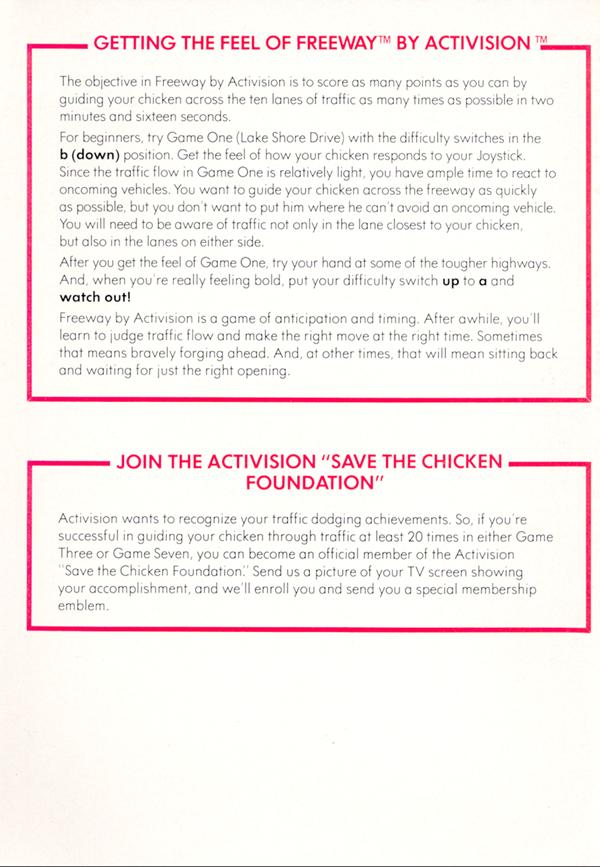 GETTING THE FEEL OF FREEWAY™ BY ACTIVISION™
The objective in Freeway by Activision is to score as many points as you can by
guiding your chicken across the ten lanes of traffic as many times as possible in two
minutes and sixteen seconds.
For beginners, try Game One (Lake Shore Drive) with the difficulty switches in the
b (down) position. Get the feel of how your chicken responds to your Joystick.
Since the traffic flow in Game One is relatively light, you have ample time to react to
oncoming vehicles. You want to guide your chicken across the freeway as quickly
as possible, but you don't want to put him where he can't avoid an oncoming vehicle.
You will need to be aware of traffic not only in the lane closest to your chicken,
but also in the lanes on either side.
After you get the feel of Game One, try your hand at some of the tougher highways.
And, when you're really feeling bold, put your difficulty switch up to a and
watch out!
Freeway by Activision is a game of anticipation and timing. After awhile, you'll
learn to judge traffic flow and make the right move at the right time. Sometimes
that means bravely forging ahead. And, at other times, that will mean sitting back
and waiting for just the right opening.
JOIN THE ACTIVISION "SAVE THE CHICKEN
FOUNDATION"
Activision wants to recognize your traffic dodging achievements. So, if you're
successful in guiding your chicken through traffic at least 20 times in either Game
Three or Game Seven, you can become an official member of the Activision
"Save the Chicken Foundation." Send us a picture of your TV screen showing
your accomplishment, and we'll enroll you and send you a special membership
emblem.